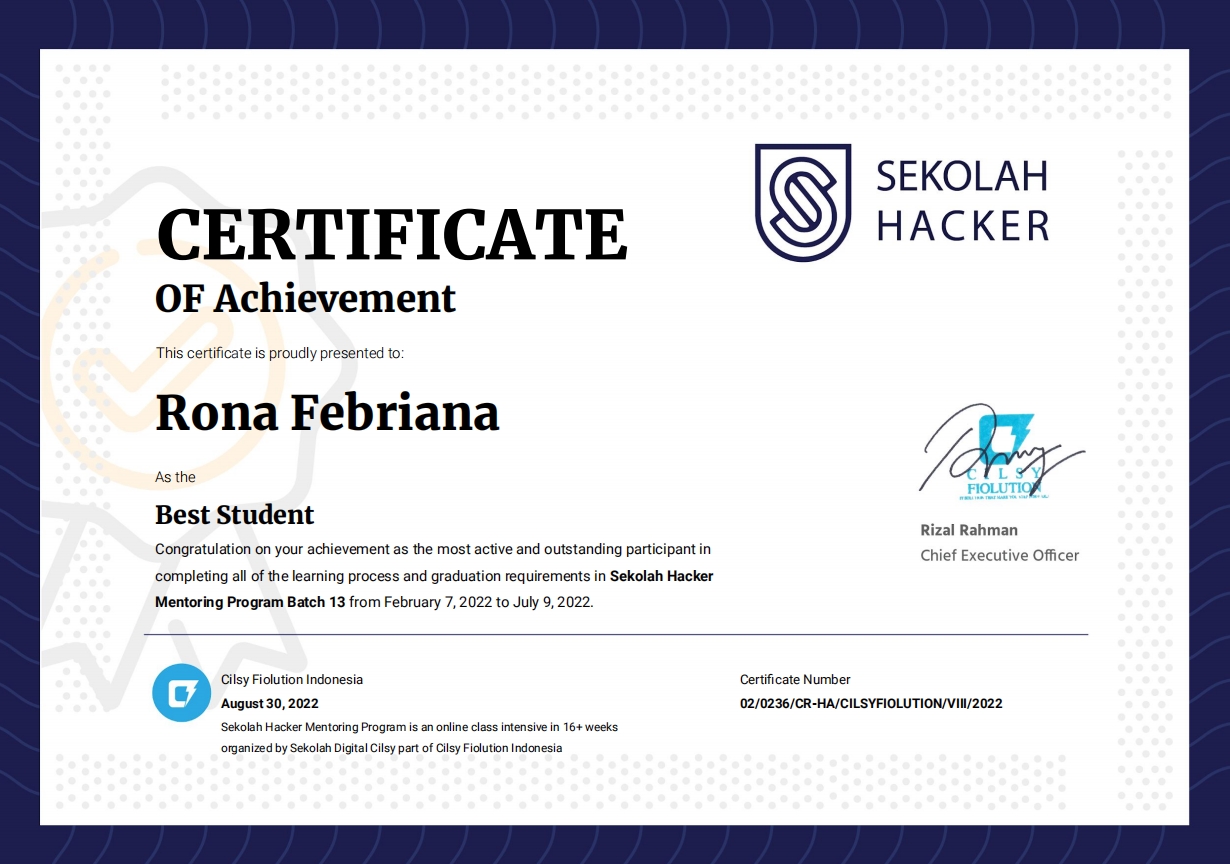 SEKOLAH
HACKER
CERTIFICATE
OF Achievement
This certificate is proudly presented to:
Rona Febriana
As the
Best Student
Congratulation on your achievement as the most active and outstanding participant in
completing all of the learning process and graduation requirements in Sekolah Hacker
Mentoring Program Batch 13 from February 7, 2022 to July 9, 2022.
CILSY
FIOLUTION
Rizal Rahman
Chief Executive Officer
Cilsy Fiolution Indonesia
August 30, 2022
Sekolah Hacker Mentoring Program is an online class intensive in 16+ weeks
organized by Sekolah Digital Cilsy part of Cilsy Fiolution Indonesia
Certificate Number
02/0236/CR-HA/CILSYFIOLUTION/VIII/2022